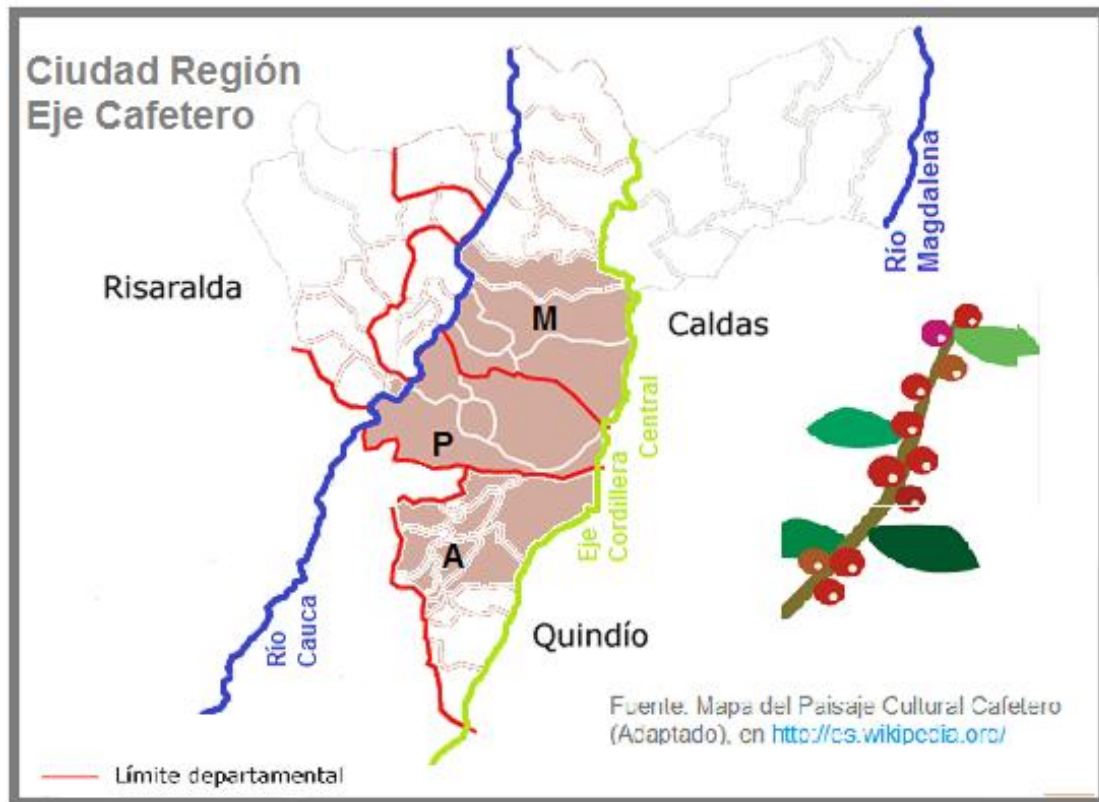 Ciudad Región
Eje Cafetero
Río
Magdalena
Risaralda
M
Caldas
P
Eje
Cordillera
Central
A
Río
Cauca
Quindío
Fuente: Mapa del Paisaje Cultural Cafetero
(Adaptado), en http://es.wikipedia.org/
Límite departamental